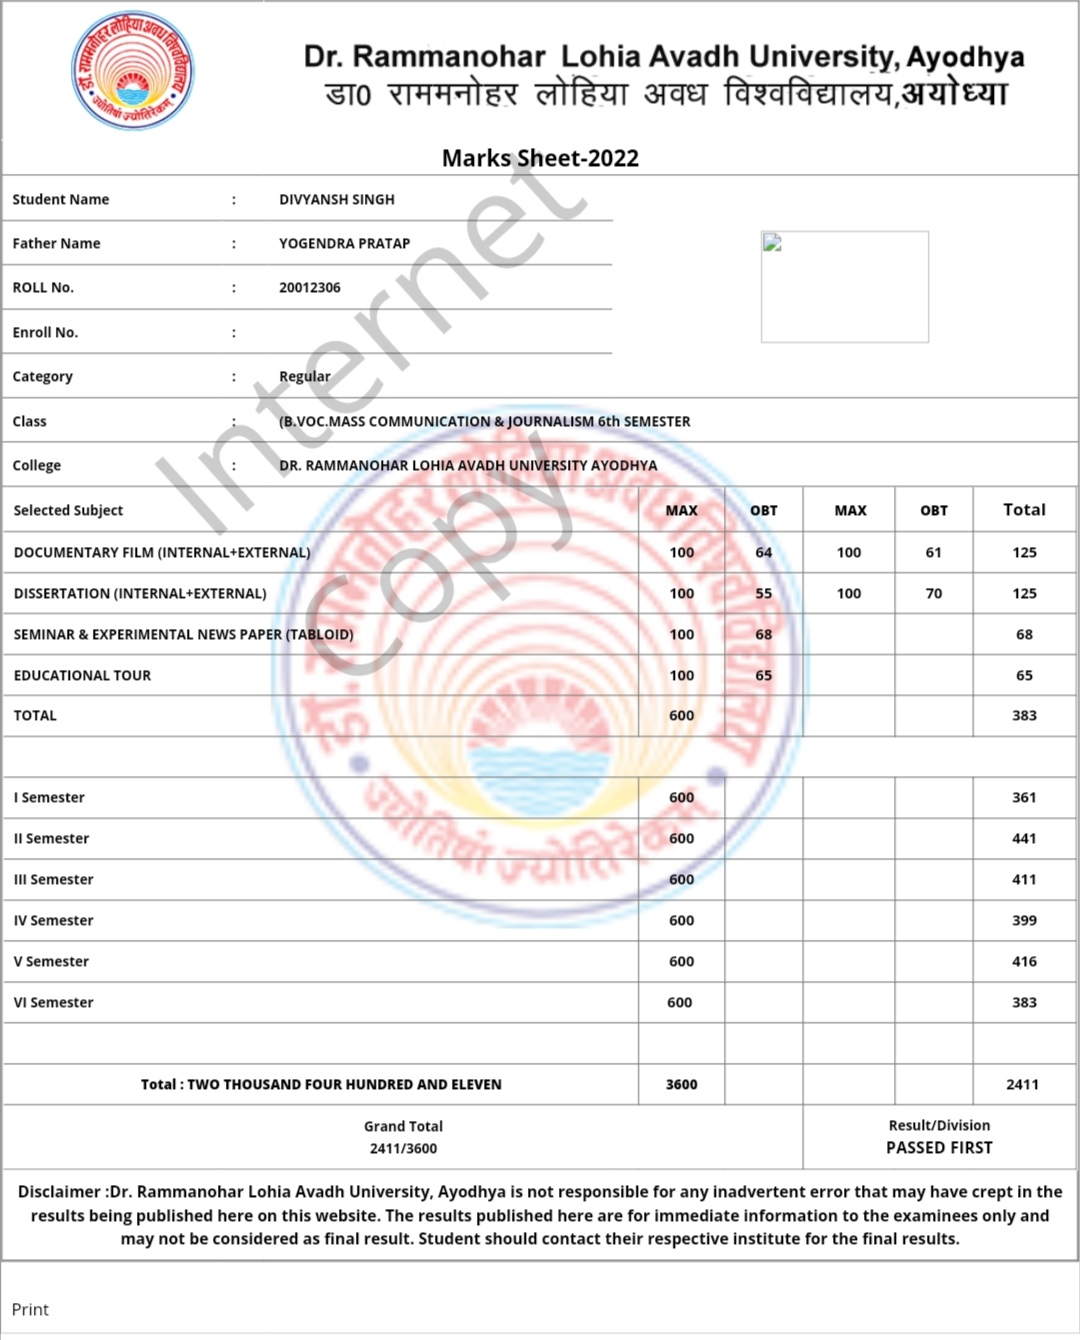 डॉ. राममनोहर लोहिया अवध विश्वविद्यालय
ज्योतिषां ज्योतिरेकम्
Dr. Rammanohar Lohia Avadh University, Ayodhya
डा0 राममनोहर लोहिया अवध विश्वविद्यालय,अयोध्या
Marks Sheet-2022
Student Name : DIVYANSH SINGH
Father Name : YOGENDRA PRATAP
ROLL No. : 20012306
Enroll No. :
Category : Regular
Class : (B.VOC.MASS COMMUNICATION & JOURNALISM 6th SEMESTER
College : DR. RAMMANOHAR LOHIA AVADH UNIVERSITY AYODHYA
Internet
Copy
Selected Subject MAX OBT MAX OBT Total
DOCUMENTARY FILM (INTERNAL+EXTERNAL) 100 64 100 61 125
DISSERTATION (INTERNAL+EXTERNAL) 100 55 100 70 125
SEMINAR & EXPERIMENTAL NEWS PAPER (TABLOID) 100 68 68
EDUCATIONAL TOUR 100 65 65
TOTAL 600 383
डॉ. राममनोहर लोहिया अवध विश्वविद्यालय
ज्योतिषां ज्योतिरेकम्
I Semester 600 361
II Semester 600 441
III Semester 600 411
IV Semester 600 399
V Semester 600 416
VI Semester 600 383
Total : TWO THOUSAND FOUR HUNDRED AND ELEVEN 3600 2411
Grand Total
2411/3600
Result/Division
PASSED FIRST
Disclaimer :Dr. Rammanohar Lohia Avadh University, Ayodhya is not responsible for any inadvertent error that may have crept in the
results being published here on this website. The results published here are for immediate information to the examinees only and
may not be considered as final result. Student should contact their respective institute for the final results.
Print